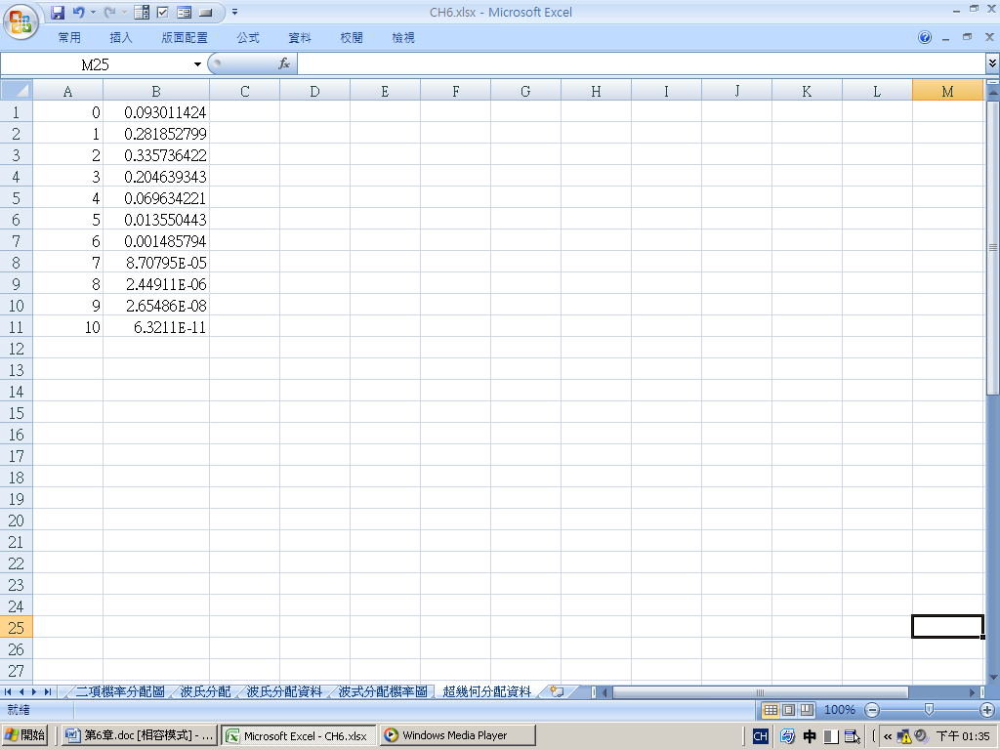 CH6.xlsx - Microsoft Excel
常用 插入 版面配置 公式 資料 校閱 檢視
M25 fx
A B C D E F G H I J K L M
1 0 0.093011424
2 1 0.281852799
3 2 0.335736422
4 3 0.204639343
5 4 0.069634221
6 5 0.013550443
7 6 0.001485794
8 7 8.70795E-05
9 8 2.44911E-06
10 9 2.65486E-08
11 10 6.3211E-11
12
13
14
15
16
17
18
19
20
21
22
23
24
25
26
27
二項機率分配圖 波氏分配 波氏分配資料 波式分配機率圖 超幾何分配資料
就緒 100%
開始 第6章.doc [相容模式] - ... Microsoft Excel - CH6.xlsx Windows Media Player CH 中 « 下午 01:35